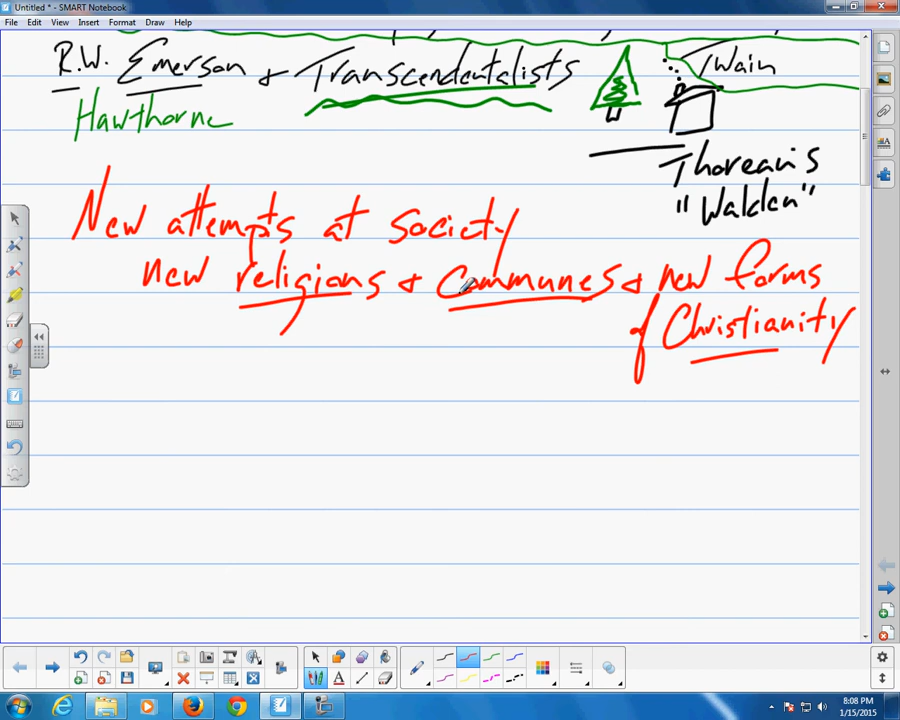 Untitled * - SMART Notebook
File Edit View Insert Format Draw Help
R.W. Emerson & Transcendentalists
Twain
Hawthorne
Thoreau's
"Walden"
New attempts at society
new religions & Communes & new forms
of Christianity
8:08 PM
1/15/2015